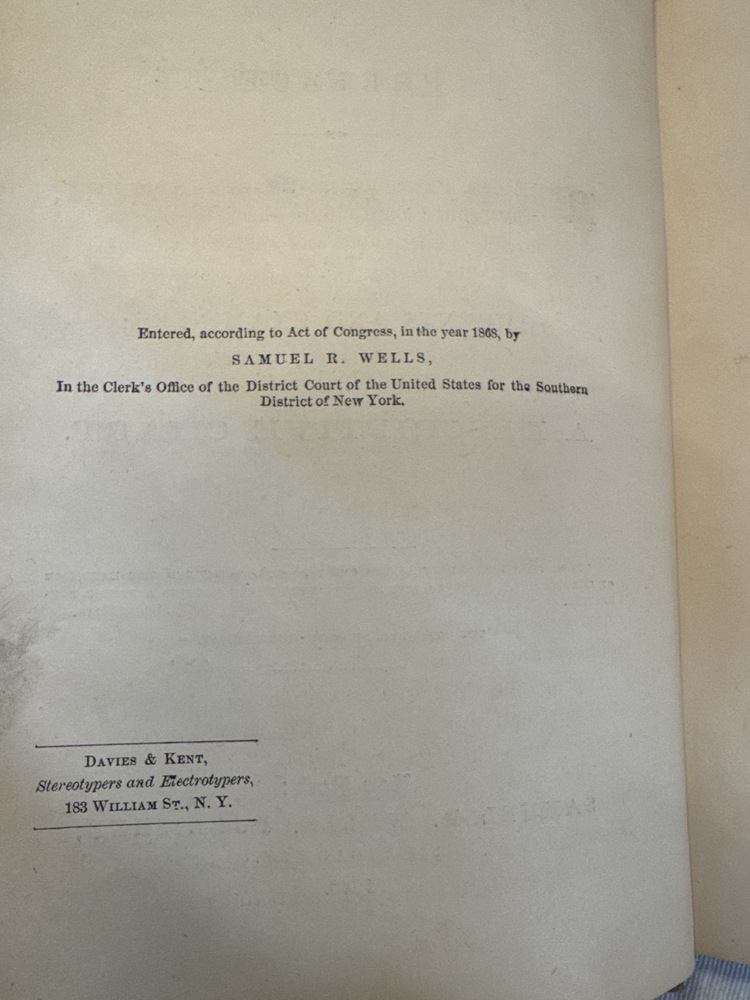 Entered, according to Act of Congress, in the year 1868, by
SAMUEL R. WELLS,
In the Clerk's Office of the District Court of the United States for the Southern
District of New York.
DAVIES & KENT,
Stereotypers and Electrotypers,
183 WILLIAM ST., N. Y.